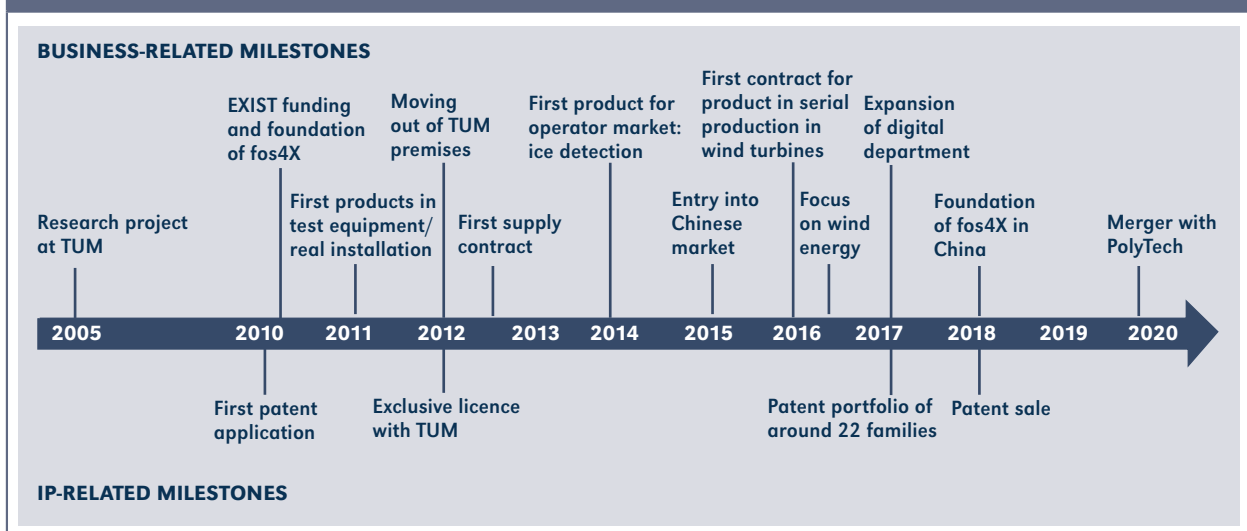 BUSINESS-RELATED MILESTONES
Research project
at TUM
EXIST funding
and foundation
of fos4X
First products in
test equipment/
real installation
Moving
out of TUM
premises
First supply
contract
First product for
operator market:
ice detection
Entry into
Chinese
market
First contract for
product in serial
production in
wind turbines
Focus
on wind
energy
Expansion
of digital
department
Foundation
of fos4X in
China
Merger with
PolyTech
2005 2010 2011 2012 2013 2014 2015 2016 2017 2018 2019 2020
First patent
application
Exclusive licence
with TUM
Patent portfolio of
around 22 families
Patent sale
IP-RELATED MILESTONES